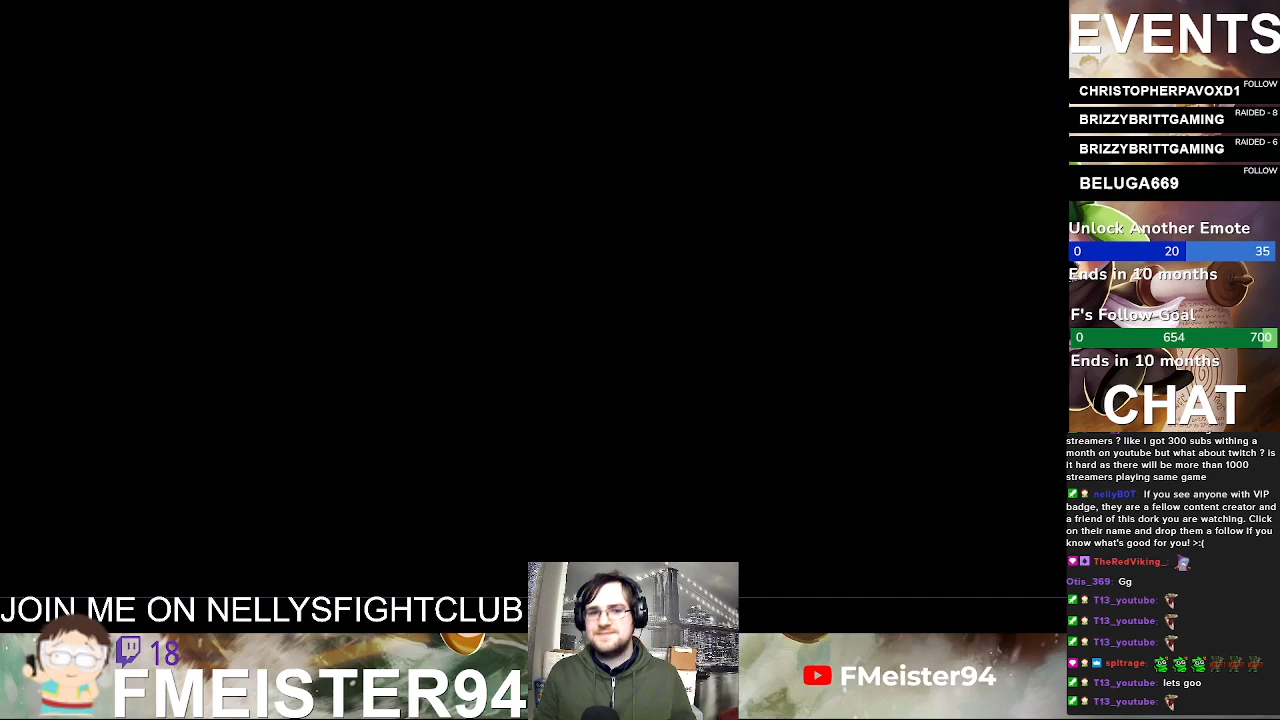 EVENTS
CHRISTOPHERPAVOXD1 FOLLOW
BRIZZYBRITTGAMING RAIDED - 8
BRIZZYBRITTGAMING RAIDED - 6
BELUGA669 FOLLOW
Unlock Another Emote
0 20 35
Ends in 10 months
F's Follow Goal
0 654 700
Ends in 10 months
CHAT
streamers ? like i got 300 subs withing a
month on youtube but what about twitch ? is
it hard as there will be more than 1000
streamers playing same game
nellyB0T: If you see anyone with VIP
badge, they are a fellow content creator and
a friend of this dork you are watching. Click
on their name and drop them a follow if you
know what's good for you! >:(
TheRedViking_:
Otis_369: Gg
T13_youtube:
T13_youtube:
T13_youtube:
spltrage:
T13_youtube: lets goo
T13_youtube:
JOIN ME ON NELLYSFIGHTCLUB
18
FMEISTER94
FMeister94